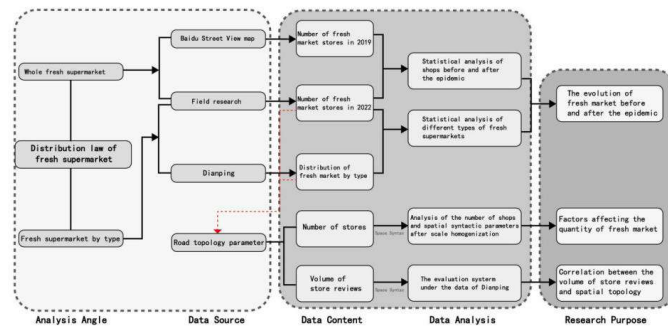 Whole fresh supermarket
Distribution law of
fresh supermarket
Fresh supermarket by type
Baidu Street View map
Field research
Dianping
Road topology parameter
Number of fresh
market stores in 2019
Number of fresh
market stores in 2022
Distribution of
fresh market by type
Number of stores
Volume of
store reviews
Space Syntax
Space Syntax
Statistical analysis of
shops before and after
the epidemic
Statistical analysis of
different types of fresh
supermarkets
Analysis of the number of shops
and spatial syntactic parameters
after scale homogenization
The evaluation syste​rm
under the data of Dianping
The evolution of
fresh market before
and after the epidemic
Factors affecting the
quantity of fresh market
Correlation between the
volume of store reviews
and spatial topology
Analysis Angle
Data Source
Data Content
Data Analysis
Research Purpose